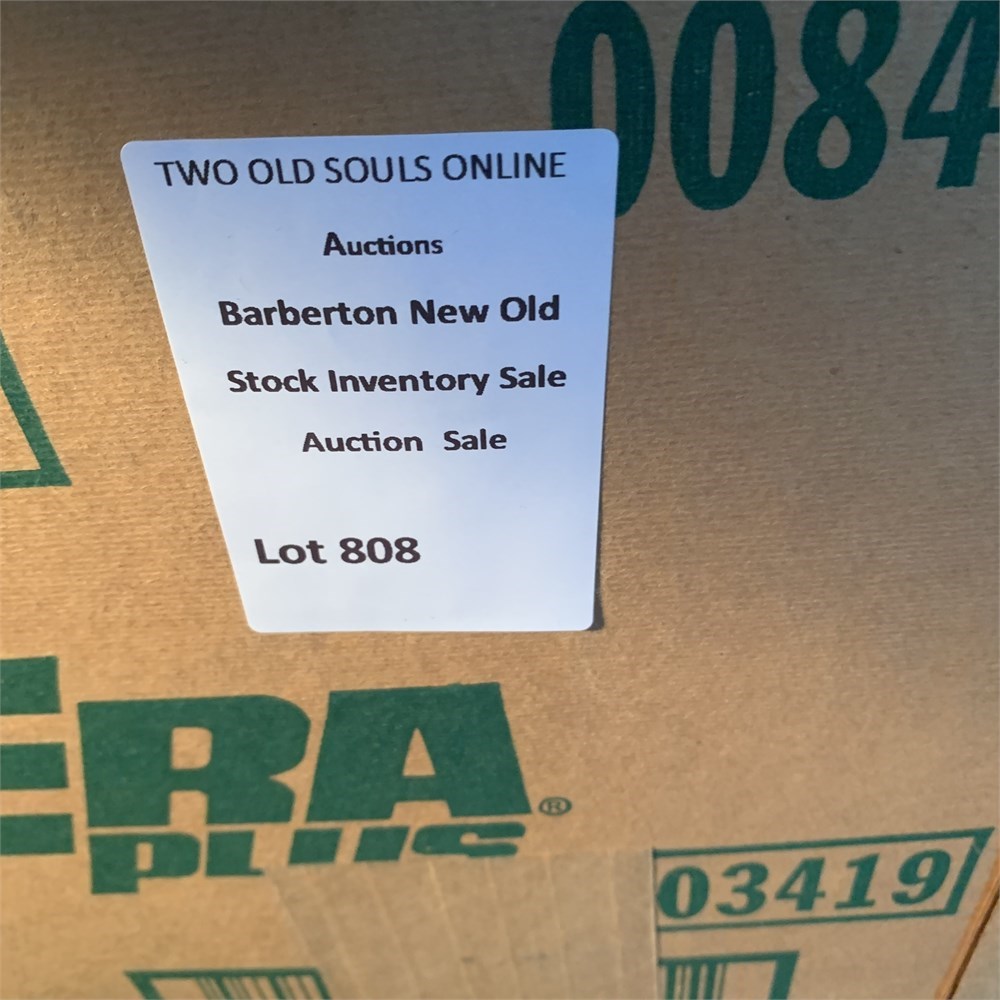 0084
TWO OLD SOULS ONLINE
Auctions
Barberton New Old
Stock Inventory Sale
Auction Sale
Lot 808
ERA®
PLUS
03419